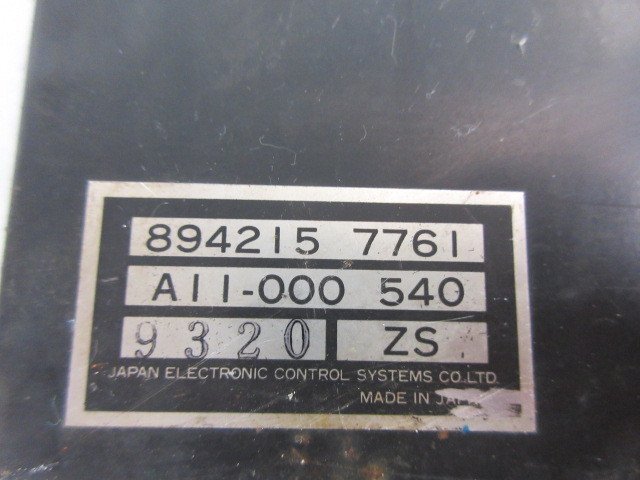 894215 7761
A11-000 540
9320 ZS
JAPAN ELECTRONIC CONTROL SYSTEMS CO.LTD.
MADE IN